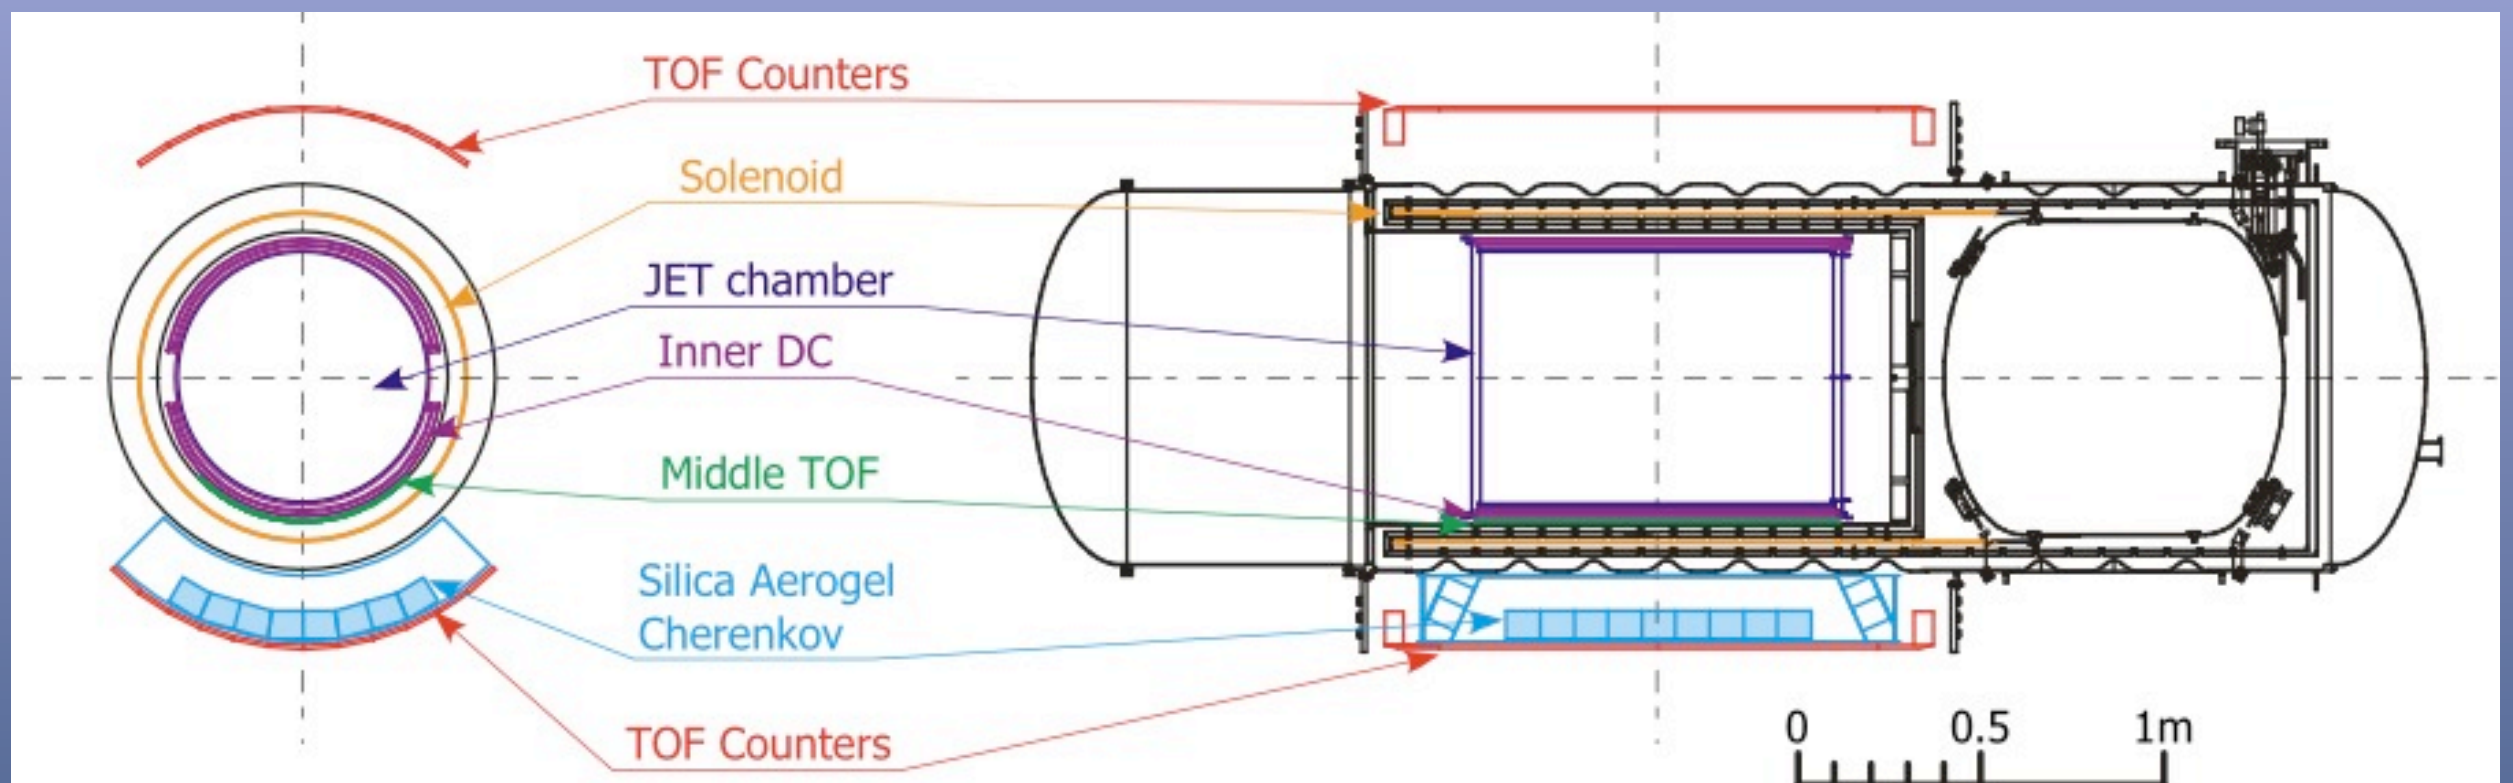 TOF Counters
Solenoid
JET chamber
Inner DC
Middle TOF
Silica Aerogel
Cherenkov
TOF Counters
0 0.5 1m